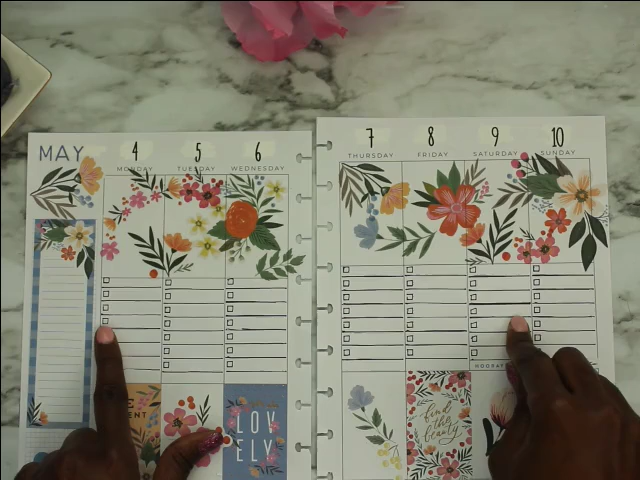 MAY
4 5 6
MONDAY TUESDAY WEDNESDAY
7 8 9 10
THURSDAY FRIDAY SATURDAY SUNDAY
HOORAY
LOV
ELY
find
the
beauty